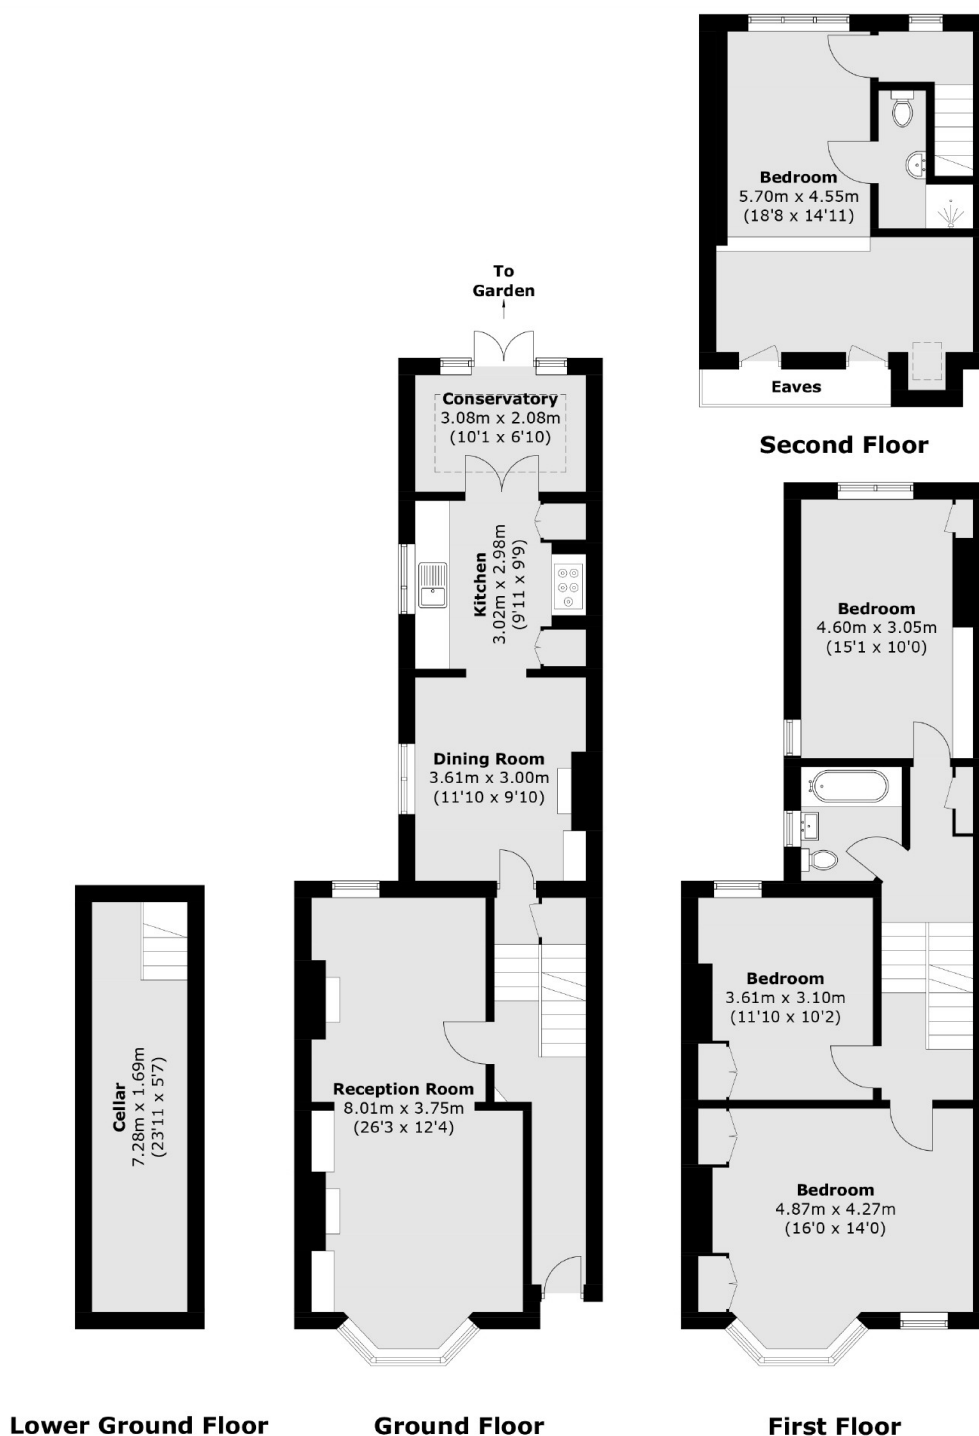 Bedroom
5.70m x 4.55m
(18'8 x 14'11)
Eaves
Second Floor
To
Garden
Conservatory
3.08m x 2.08m
(10'1 x 6'10)
Kitchen
3.02m x 2.98m
(9'11 x 9'9)
Dining Room
3.61m x 3.00m
(11'10 x 9'10)
Reception Room
8.01m x 3.75m
(26'3 x 12'4)
Bedroom
4.60m x 3.05m
(15'1 x 10'0)
Bedroom
3.61m x 3.10m
(11'10 x 10'2)
Bedroom
4.87m x 4.27m
(16'0 x 14'0)
Cellar
7.28m x 1.69m
(23'11 x 5'7)
Lower Ground Floor
Ground Floor
First Floor